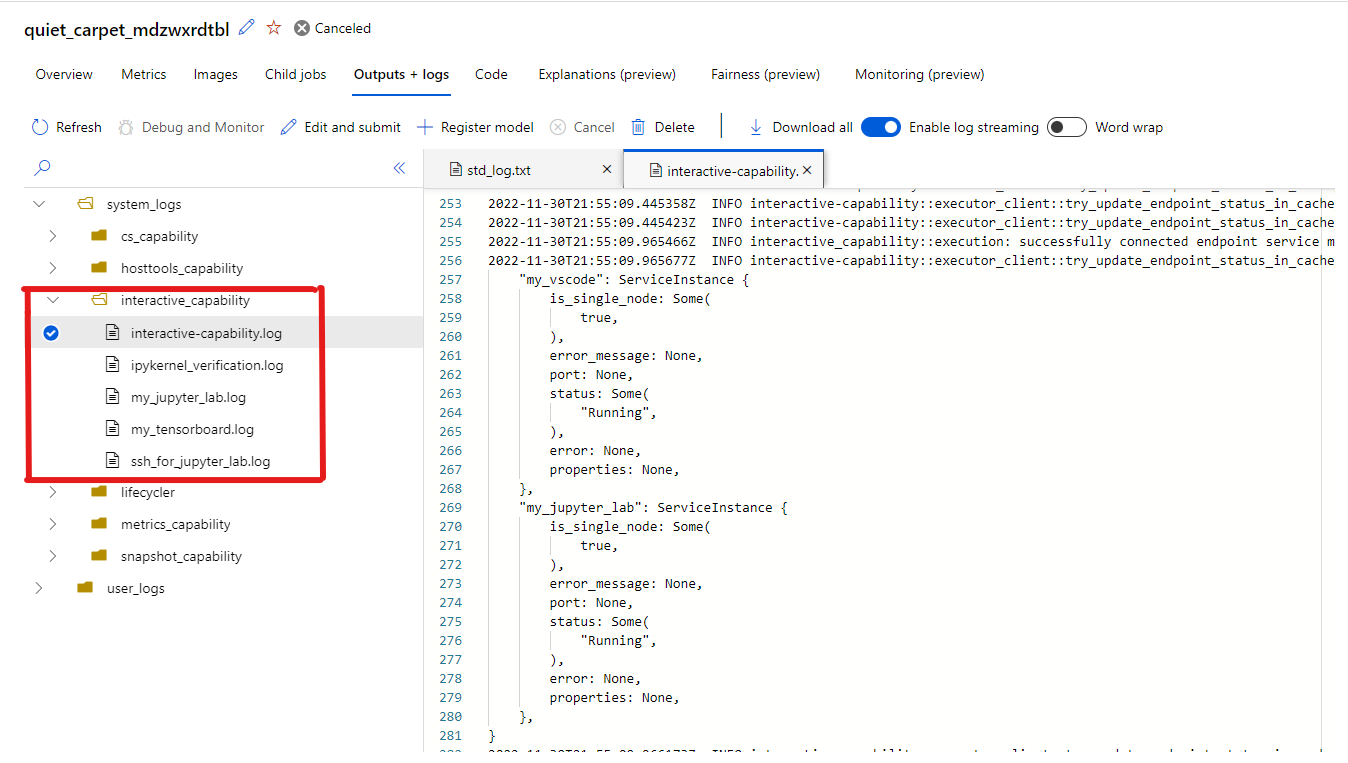 quiet_carpet_mdzwxrdtbl Canceled
Overview Metrics Images Child jobs Outputs + logs Code Explanations (preview) Fairness (preview) Monitoring (preview)
Refresh Debug and Monitor Edit and submit Register model Cancel Delete Download all Enable log streaming Word wrap
system_logs
cs_capability
hosttools_capability
interactive_capability
interactive-capability.log
ipykernel_verification.log
my_jupyter_lab.log
my_tensorboard.log
ssh_for_jupyter_lab.log
lifecycler
metrics_capability
snapshot_capability
user_logs
std_log.txt interactive-capability.
253 2022-11-30T21:55:09.445358Z INFO interactive-capability::executor_client::try_update_endpoint_status_in_cache
254 2022-11-30T21:55:09.445423Z INFO interactive-capability::executor_client::try_update_endpoint_status_in_cache
255 2022-11-30T21:55:09.965466Z INFO interactive_capability::execution: successfully connected endpoint service m
256 2022-11-30T21:55:09.965677Z INFO interactive-capability::executor_client::try_update_endpoint_status_in_cache
257 "my_vscode": ServiceInstance {
258 is_single_node: Some(
259 true,
260 ),
261 error_message: None,
262 port: None,
263 status: Some(
264 "Running",
265 ),
266 error: None,
267 properties: None,
268 },
269 "my_jupyter_lab": ServiceInstance {
270 is_single_node: Some(
271 true,
272 ),
273 error_message: None,
274 port: None,
275 status: Some(
276 "Running",
277 ),
278 error: None,
279 properties: None,
280 },
281 }